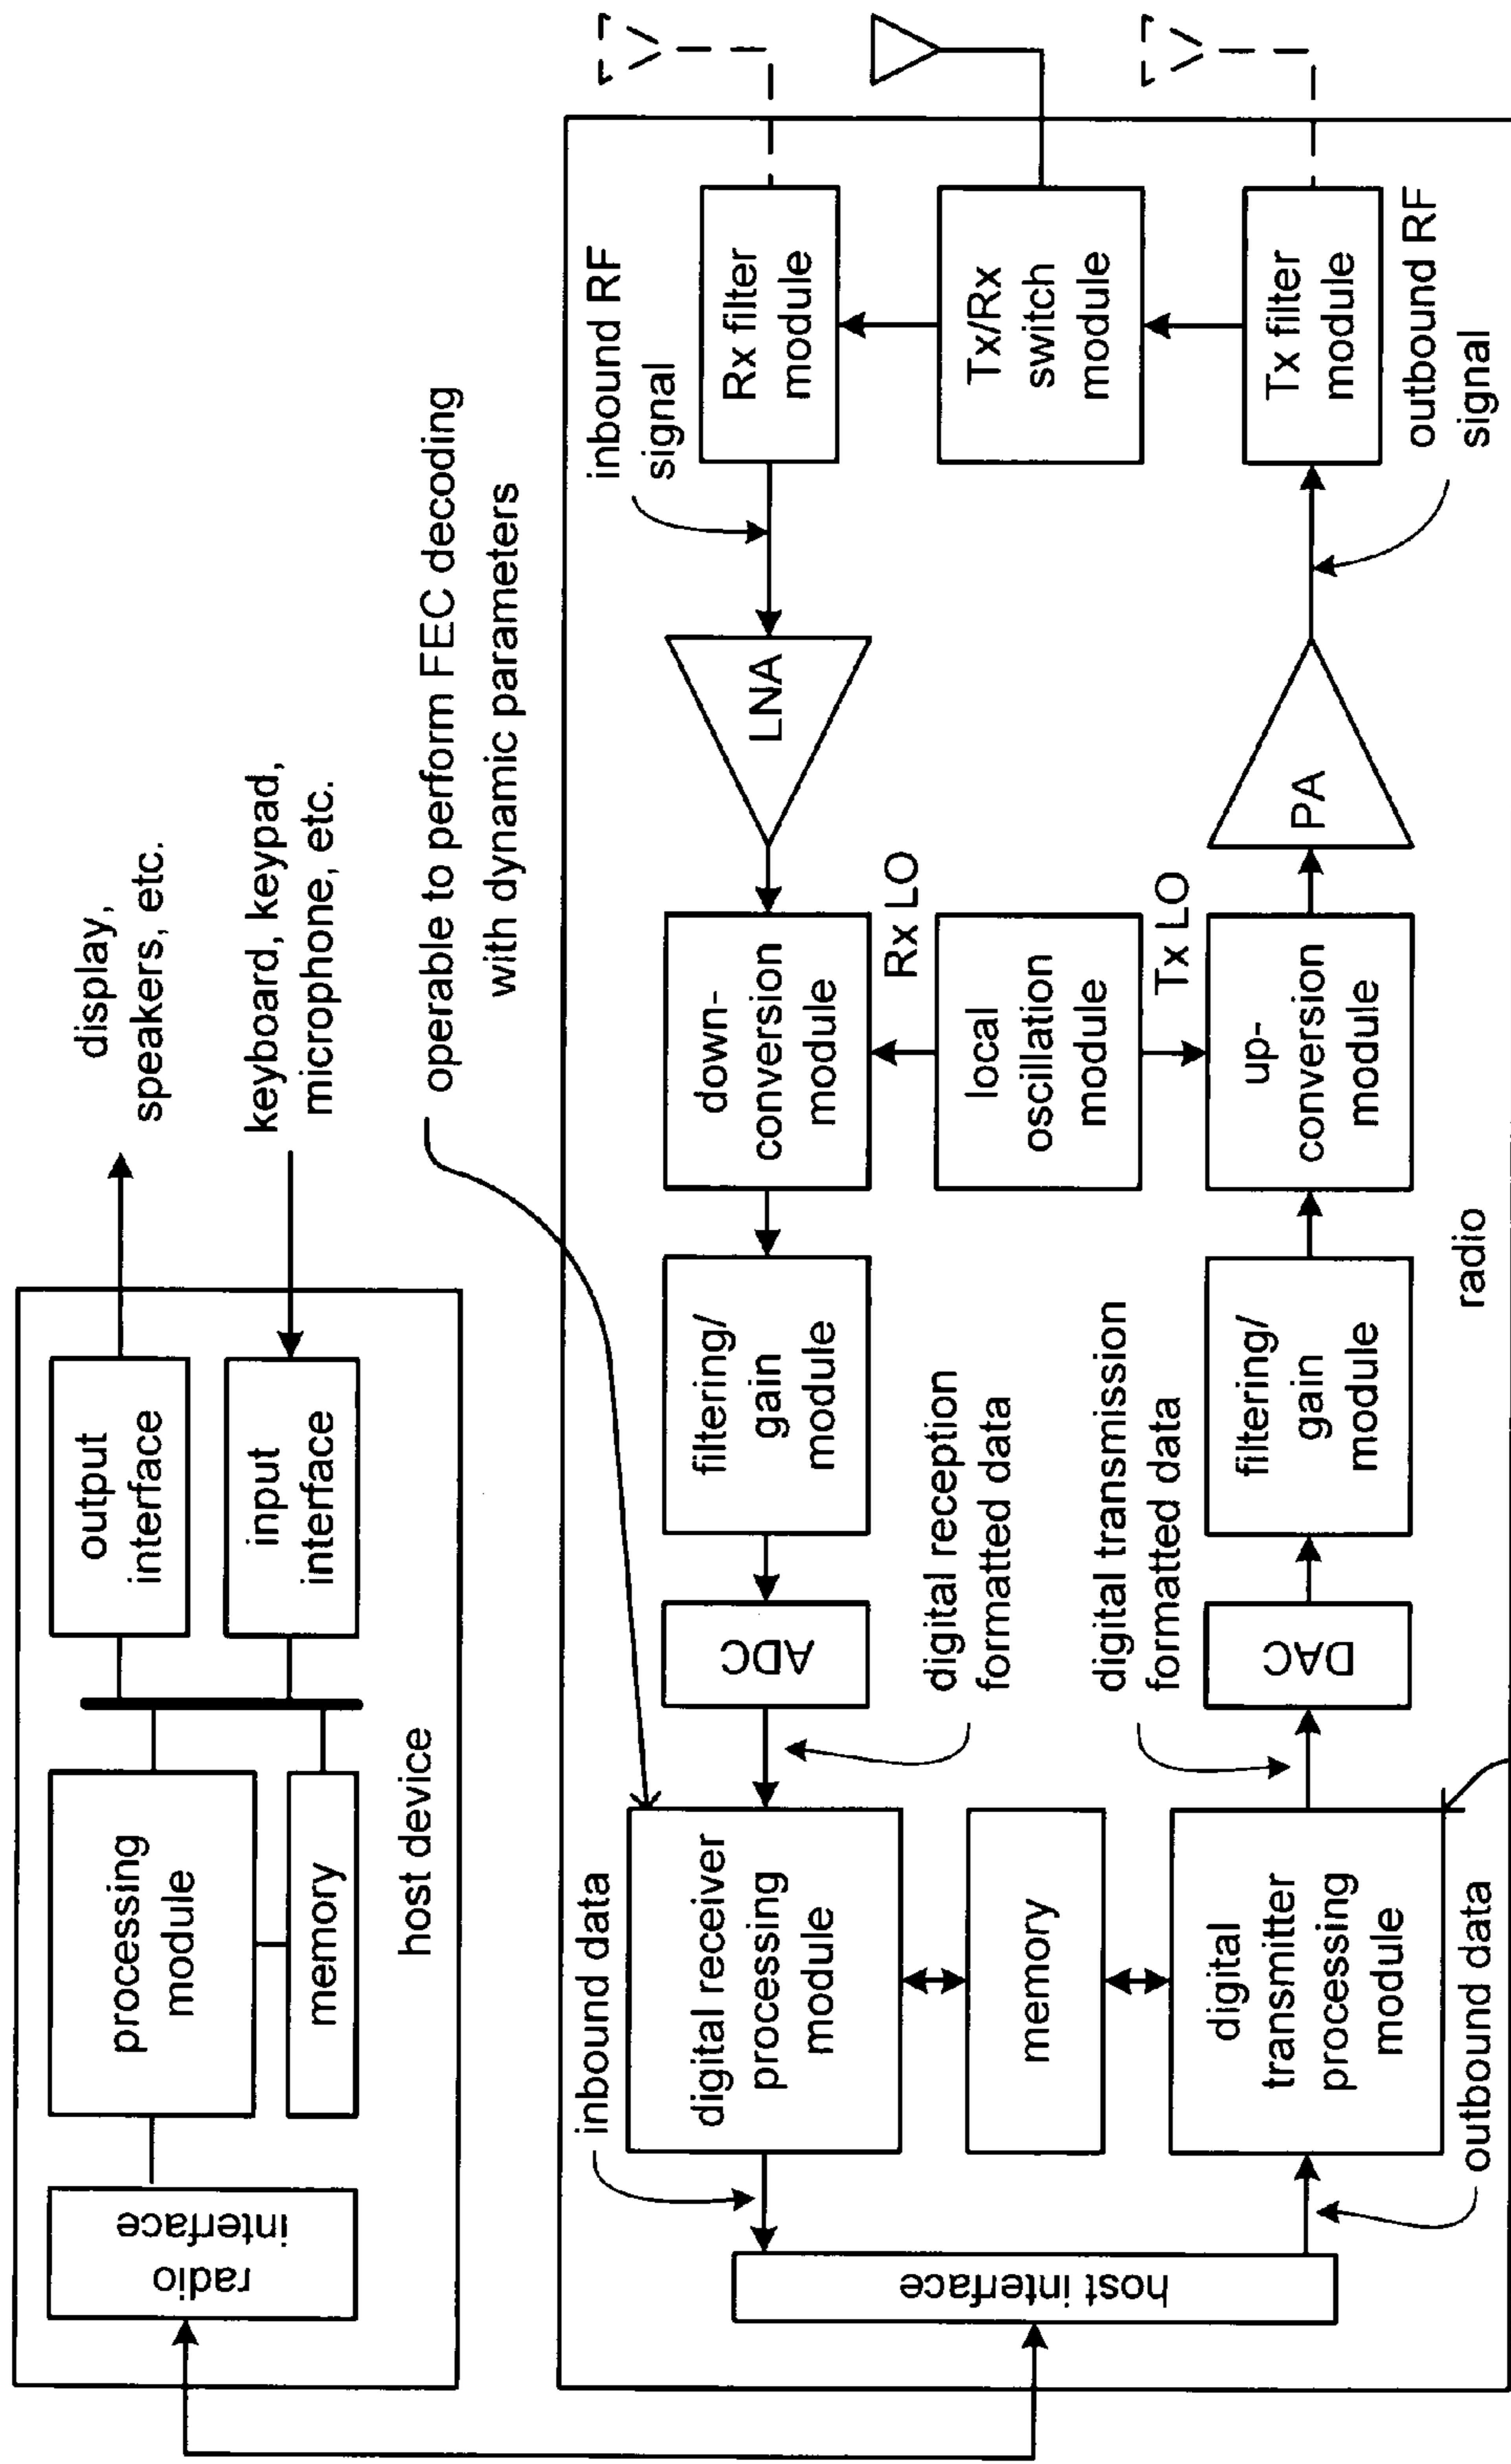 radio
interface
processing
module
memory
output
interface
input
interface
host device
display,
speakers, etc.
keyboard, keypad,
microphone, etc.
operable to perform FEC decoding
with dynamic parameters
host interface
inbound data
digital receiver
processing
module
ADC
filtering/
gain
module
down-
conversion
module
LNA
inbound RF
signal
Rx filter
module
digital reception
formatted data
memory
local
oscillation
module
Rx LO
Tx LO
Tx/Rx
switch
module
digital transmission
formatted data
digital
transmitter
processing
module
DAC
filtering/
gain
module
up-
conversion
module
PA
Tx filter
module
outbound data
radio
outbound RF
signal